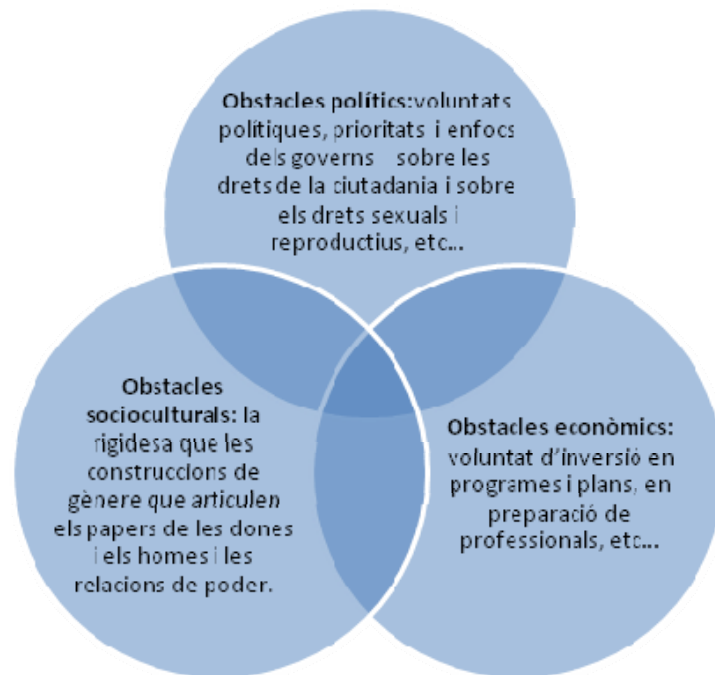 Obstacles polítics:voluntats
polítiques, prioritats i enfocs
dels governs sobre les
drets de la ciutadania i sobre
els drets sexuals i
reproductius, etc...
Obstacles
socioculturals: la
rigidesa que les
construccions de
gènere que articulen
els papers de les dones
i els homes i les
relacions de poder.
Obstacles econòmics:
voluntat d'inversió en
programes i plans, en
preparació de
professionals, etc...